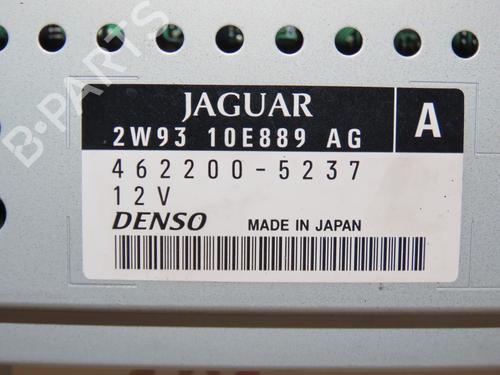 B-PARTS
JAGUAR
2W93 10E889 AG
A
462200-5237
12V
DENSO MADE IN JAPAN